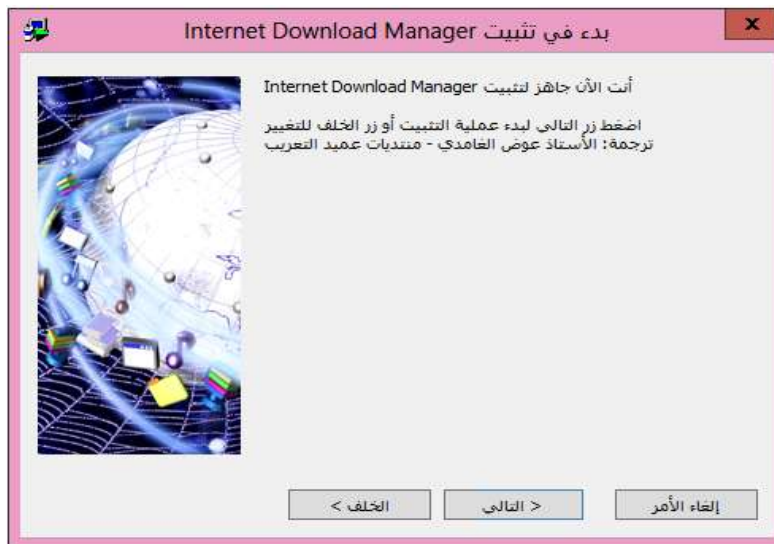 بدء في تثبيت Internet Download Manager
x
أنت الآن جاهز لتثبيت Internet Download Manager
اضغط زر التالي لبدء عملية التثبيت أو زر الخلف للتغيير
ترجمة: الأستاذ عوض الغامدي - منتديات عميد التعريب
الخلف >
< التالي
إلغاء الأمر